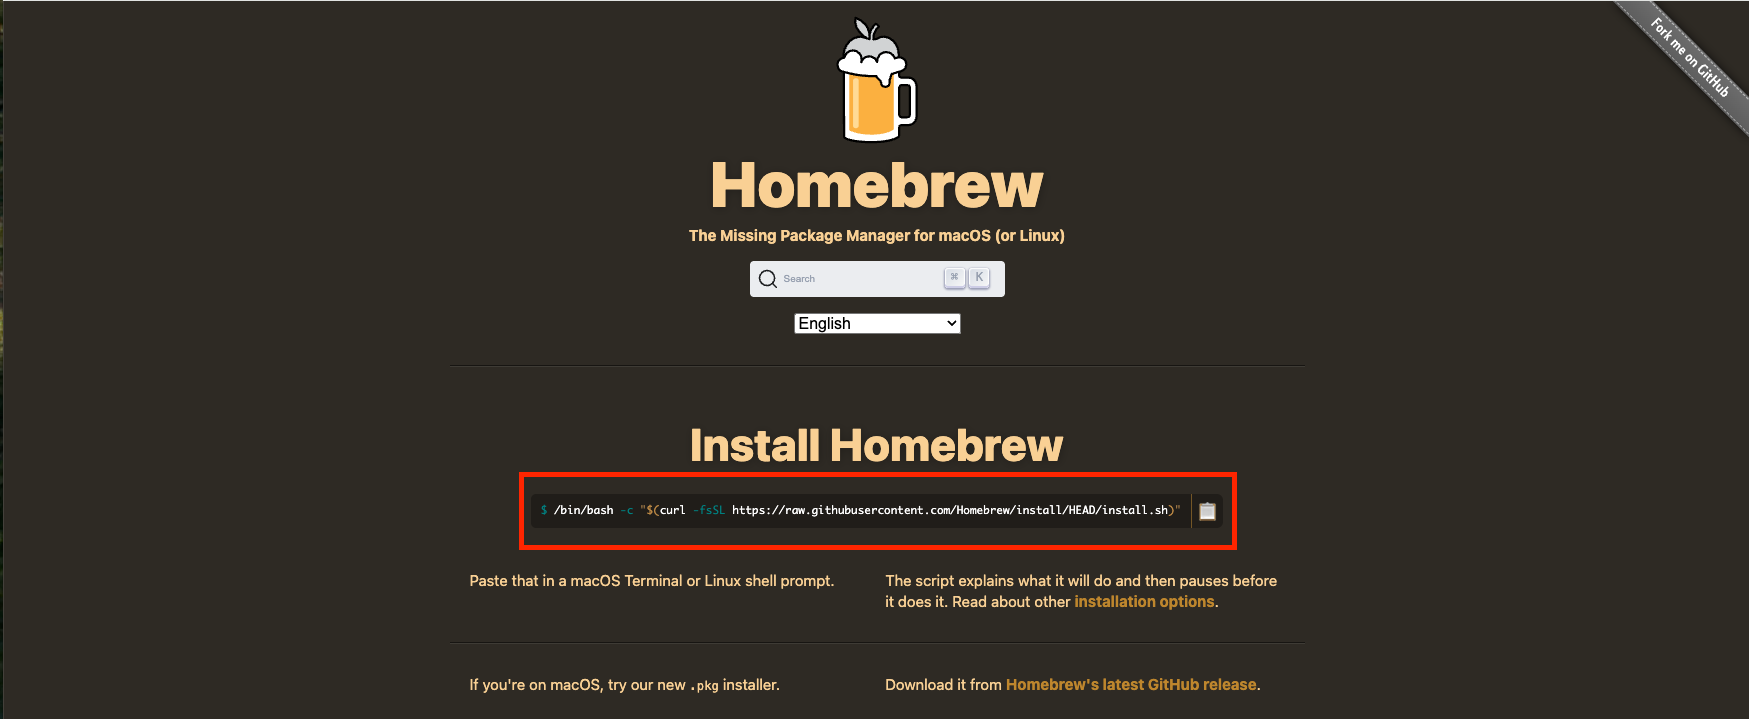 Fork me on GitHub
Homebrew
The Missing Package Manager for macOS (or Linux)
Search ⌘ K
English
Install Homebrew
$ /bin/bash -c "$(curl -fsSL https://raw.githubusercontent.com/Homebrew/install/HEAD/install.sh)"
Paste that in a macOS Terminal or Linux shell prompt.
The script explains what it will do and then pauses before
it does it. Read about other installation options.
If you're on macOS, try our new .pkg installer.
Download it from Homebrew's latest GitHub release.